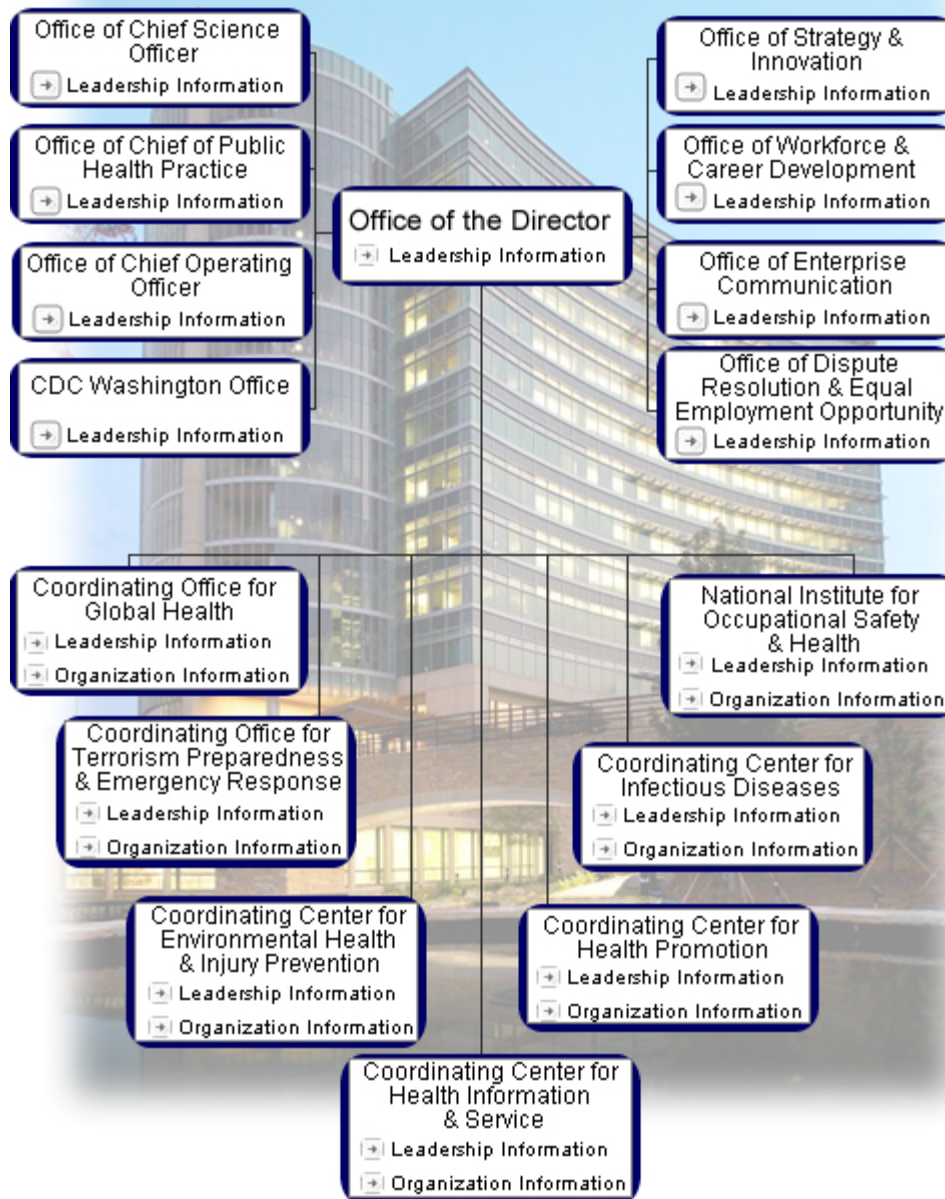 Office of Chief Science
Officer
Leadership Information
Office of Chief of Public
Health Practice
Leadership Information
Office of Chief Operating
Officer
Leadership Information
CDC Washington Office
Leadership Information
Office of the Director
Leadership Information
Office of Strategy &
Innovation
Leadership Information
Office of Workforce &
Career Development
Leadership Information
Office of Enterprise
Communication
Leadership Information
Office of Dispute
Resolution & Equal
Employment Opportunity
Leadership Information
Coordinating Office for
Global Health
Leadership Information
Organization Information
National Institute for
Occupational Safety
& Health
Leadership Information
Organization Information
Coordinating Office for
Terrorism Preparedness
& Emergency Response
Leadership Information
Organization Information
Coordinating Center for
Infectious Diseases
Leadership Information
Organization Information
Coordinating Center for
Environmental Health
& Injury Prevention
Leadership Information
Organization Information
Coordinating Center for
Health Promotion
Leadership Information
Organization Information
Coordinating Center for
Health Information
& Service
Leadership Information
Organization Information